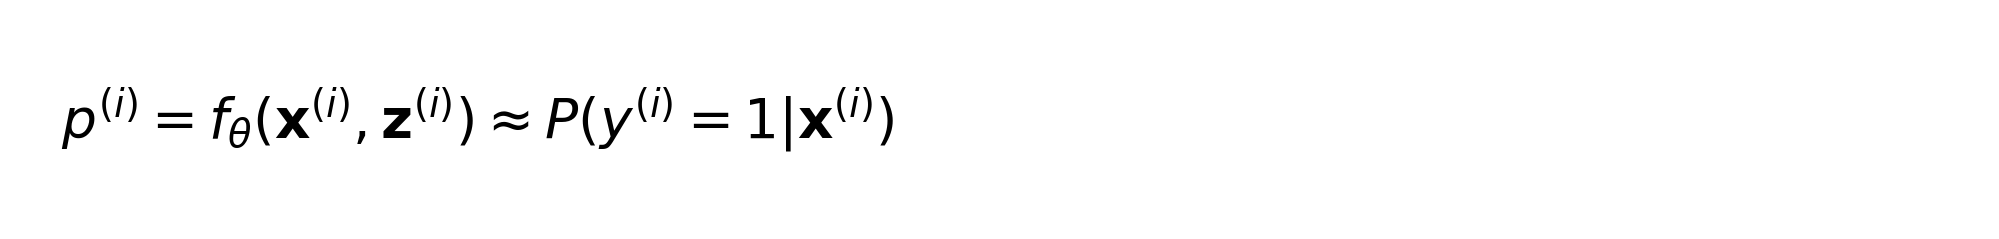 p⁽ⁱ⁾ = f_θ(𝐱⁽ⁱ⁾, 𝐳⁽ⁱ⁾) ≈ P(y⁽ⁱ⁾ = 1|𝐱⁽ⁱ⁾)